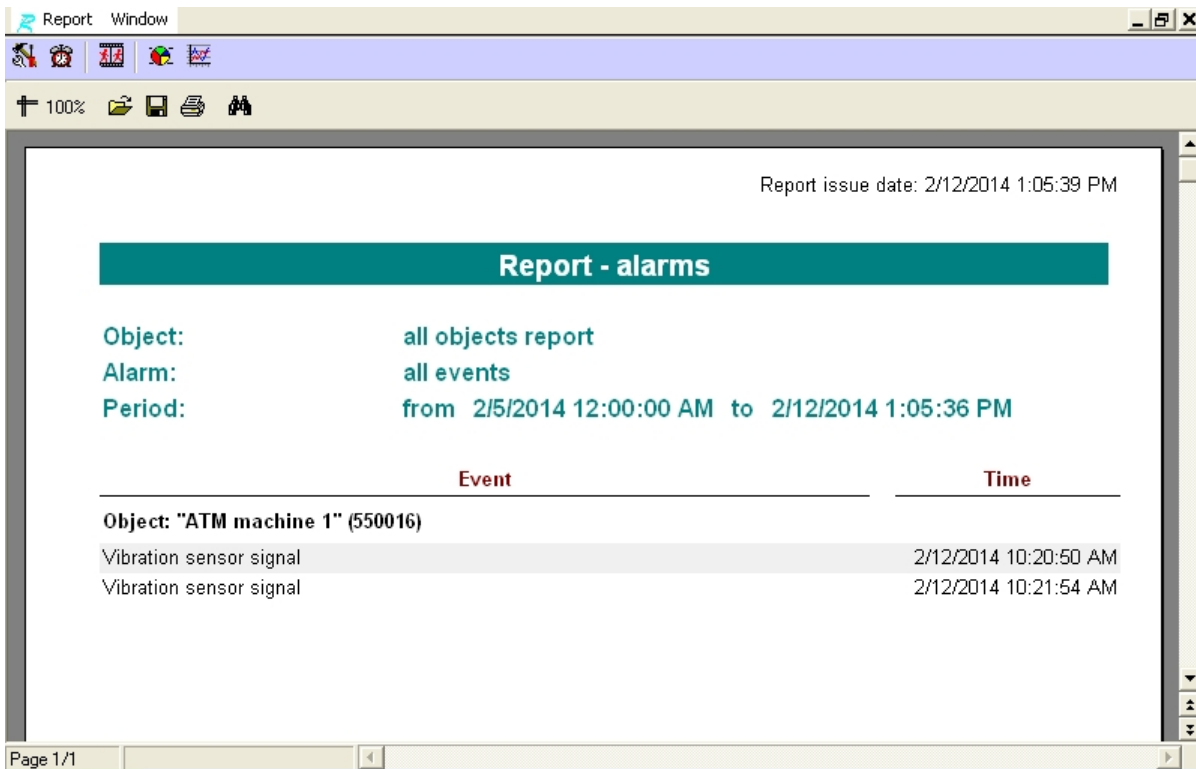 Report Window
100%
Report issue date: 2/12/2014 1:05:39 PM
Report - alarms
Object: all objects report
Alarm: all events
Period: from 2/5/2014 12:00:00 AM to 2/12/2014 1:05:36 PM
Event Time
Object: "ATM machine 1" (550016)
Vibration sensor signal 2/12/2014 10:20:50 AM
Vibration sensor signal 2/12/2014 10:21:54 AM
Page 1/1